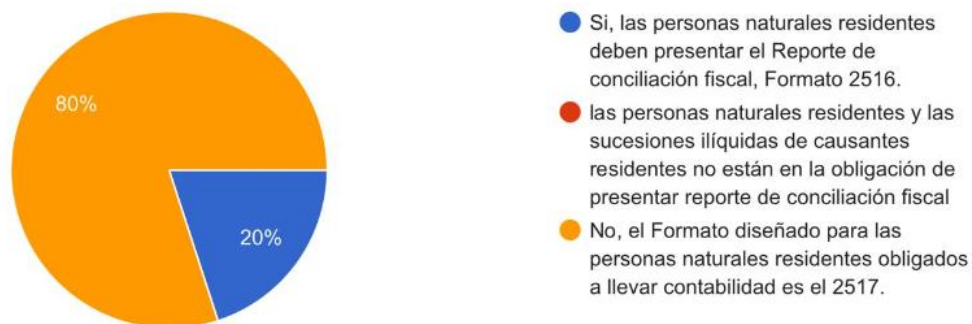 80%
20%
Si, las personas naturales residentes
deben presentar el Reporte de
conciliación fiscal, Formato 2516.
las personas naturales residentes y las
sucesiones ilíquidas de causantes
residentes no están en la obligación de
presentar reporte de conciliación fiscal
No, el Formato diseñado para las
personas naturales residentes obligados
a llevar contabilidad es el 2517.